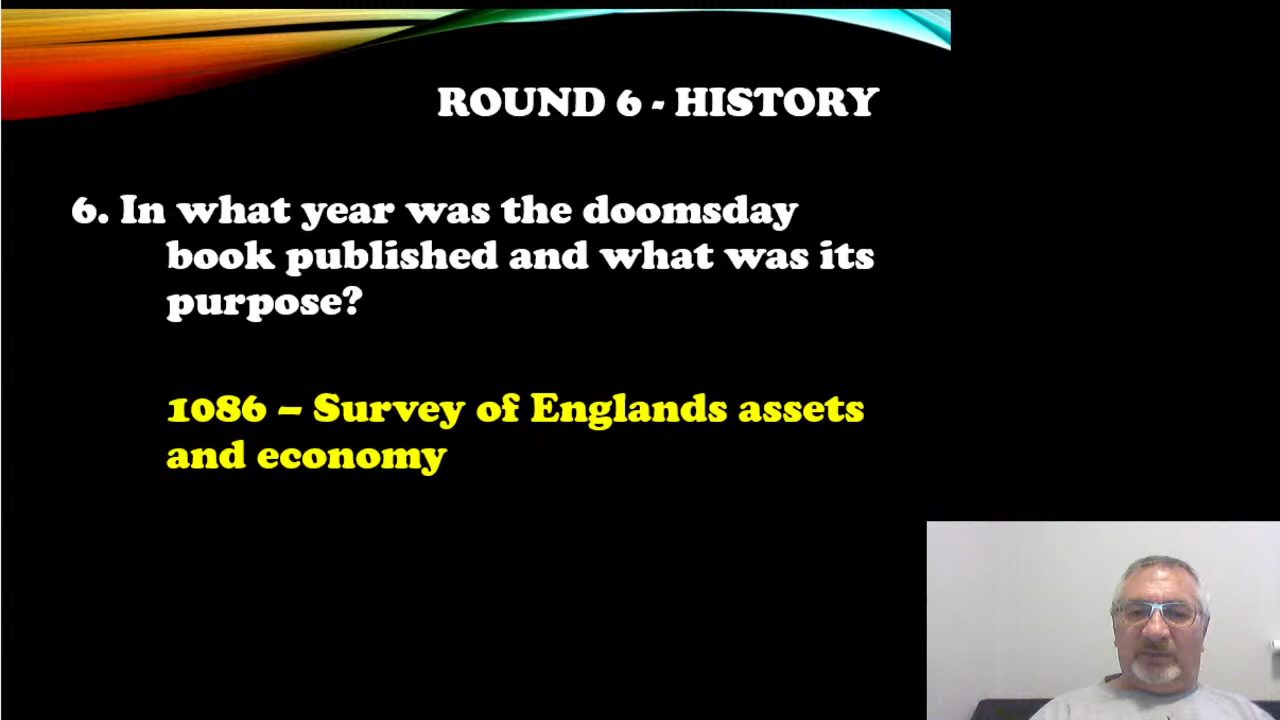 ROUND 6 - HISTORY
6. In what year was the doomsday
book published and what was its
purpose?
1086 – Survey of Englands assets
and economy